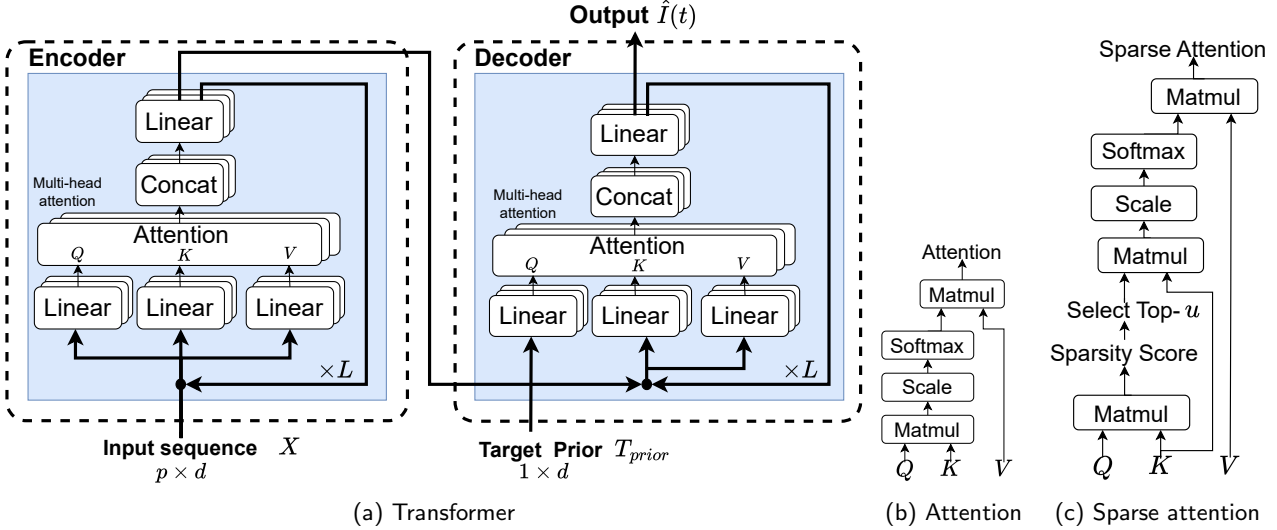 Output Î(t)
Encoder
Linear
Concat
Multi-head
attention
Attention
Q K V
Linear Linear Linear
×L
Input sequence X
p × d
Decoder
Linear
Concat
Multi-head
attention
Attention
Q K V
Linear Linear Linear
×L
Target Prior T_prior
1 × d
(a) Transformer
Attention
Matmul
Softmax
Scale
Matmul
Q K V
(b) Attention
Sparse Attention
Matmul
Softmax
Scale
Matmul
Select Top- u
Sparsity Score
Matmul
Q K V
(c) Sparse attention